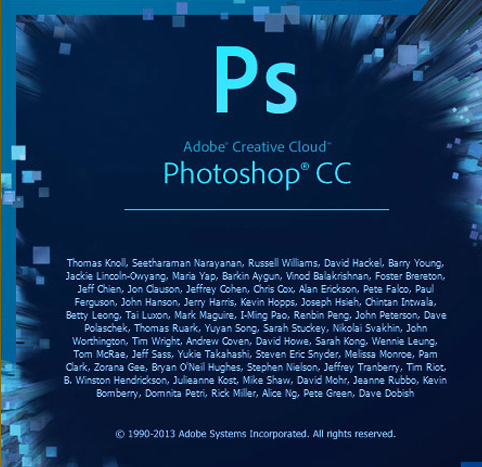 Ps
Adobe® Creative Cloud™
Photoshop® CC
Thomas Knoll, Seetharaman Narayanan, Russell Williams, David Hackel, Barry Young,
Jackie Lincoln-Owyang, Maria Yap, Barkin Aygun, Vinod Balakrishnan, Foster Brereton,
Jeff Chien, Jon Clauson, Jeffrey Cohen, Chris Cox, Alan Erickson, Pete Falco, Paul
Ferguson, John Hanson, Jerry Harris, Kevin Hopps, Joseph Hsieh, Chintan Intwala,
Betty Leong, Tai Luxon, Mark Maguire, I-Ming Pao, Renbin Peng, John Peterson, Dave
Polaschek, Thomas Ruark, Yuyan Song, Sarah Stuckey, Nikolai Svakhin, John
Worthington, Tim Wright, Andrew Coven, David Howe, Sarah Kong, Wennie Leung,
Tom McRae, Jeff Sass, Yukie Takahashi, Steven Eric Snyder, Melissa Monroe, Pam
Clark, Zorana Gee, Bryan O'Neil Hughes, Stephen Nielson, Jeffrey Tranberry, Tim Riot,
B. Winston Hendrickson, Julieanne Kost, Mike Shaw, David Mohr, Jeanne Rubbo, Kevin
Bomberry, Domnita Petri, Rick Miller, Alice Ng, Pete Green, Dave Dobish
© 1990-2013 Adobe Systems Incorporated. All rights reserved.